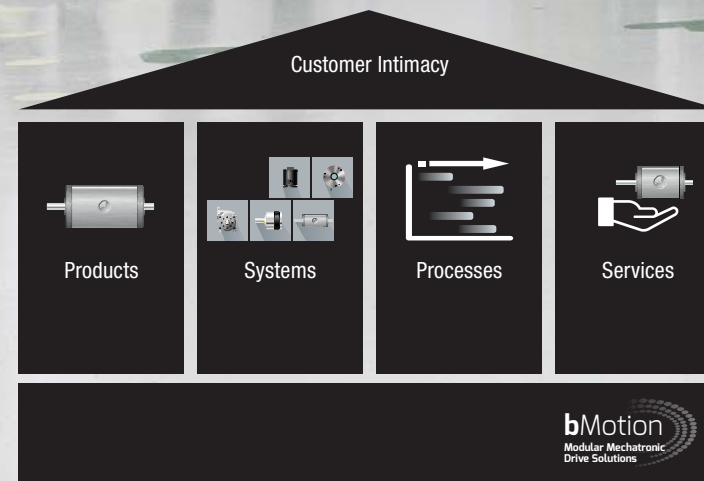 Customer Intimacy
Products
Systems
Processes
Services
bMotion
Modular Mechatronic
Drive Solutions